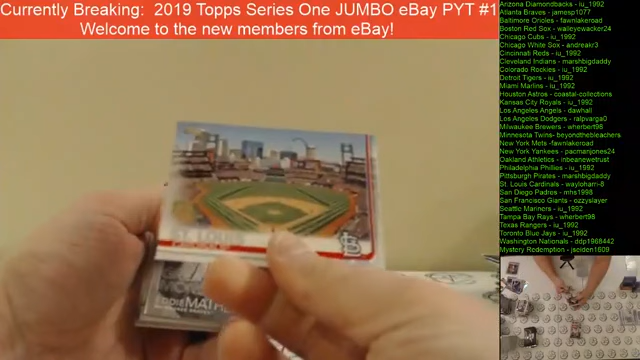 Currently Breaking: 2019 Topps Series One JUMBO eBay PYT #1
Welcome to the new members from eBay!
Arizona Diamondbacks - iu_1992
Atlanta Braves - jamesp1077
Baltimore Orioles - fawnlakeroad
Boston Red Sox - walleyewacker24
Chicago Cubs - iu_1992
Chicago White Sox - andreakr3
Cincinnati Reds - iu_1992
Cleveland Indians - marshbigdaddy
Colorado Rockies - iu_1992
Detroit Tigers - iu_1992
Miami Marlins - iu_1992
Houston Astros - coastal-collections
Kansas City Royals - iu_1992
Los Angeles Angels - dawhall
Los Angeles Dodgers - ralpvarga0
Milwaukee Brewers - wherbert98
Minnesota Twins- beyondthebleachers
New York Mets -fawnlakeroad
New York Yankees - pacmanjones24
Oakland Athletics - inbeanewetrust
Philadelphia Phillies - iu_1992
Pittsburgh Pirates - marshbigdaddy
St. Louis Cardinals - wayloharri-8
San Diego Padres - mhs1998
San Francisco Giants - ozzyslayer
Seattle Mariners - iu_1992
Tampa Bay Rays - wherbert98
Texas Rangers - iu_1992
Toronto Blue Jays - iu_1992
Washington Nationals - ddp1968442
Mystery Redemption - jseiden1609
ST. LOUIS
EDDIE MATHE